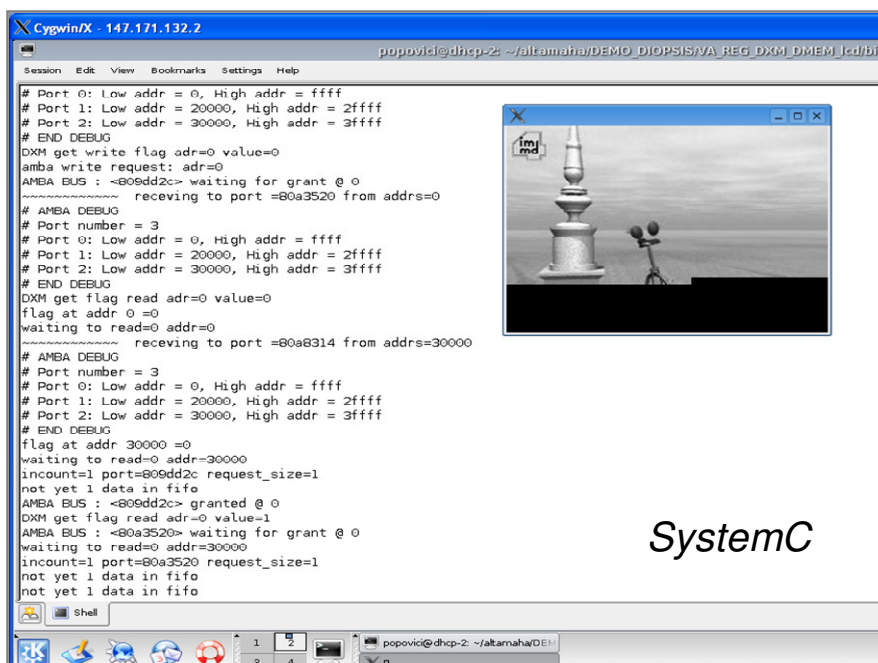 Cygwin/X - 147.171.132.2
popovici@dhcp-2: ~/altamaha/DEMO_DIOPSIS/VA_REG_DXM_DMEM_lcd/bi
Session Edit View Bookmarks Settings Help
# Port 0: Low addr = 0, High addr = ffff
# Port 1: Low addr = 20000, High addr = 2ffff
# Port 2: Low addr = 30000, High addr = 3ffff
# END DEBUG
DXM get write flag adr=0 value=0
amba write request: adr=0
AMBA BUS : <809dd2c> waiting for grant @ 0
~~~~~~~~~~~~ receving to port =80a3520 from addrs=0
# AMBA DEBUG
# Port number = 3
# Port 0: Low addr = 0, High addr = ffff
# Port 1: Low addr = 20000, High addr = 2ffff
# Port 2: Low addr = 30000, High addr = 3ffff
# END DEBUG
DXM get flag read adr=0 value=0
flag at addr 0 =0
waiting to read=0 addr=0
~~~~~~~~~~~~ receving to port =80a8314 from addrs=30000
# AMBA DEBUG
# Port number = 3
# Port 0: Low addr = 0, High addr = ffff
# Port 1: Low addr = 20000, High addr = 2ffff
# Port 2: Low addr = 30000, High addr = 3ffff
# END DEBUG
flag at addr 30000 =0
waiting to read=0 addr=30000
incount=1 port=809dd2c request_size=1
not yet 1 data in fifo
AMBA BUS : <809dd2c> granted @ 0
DXM get flag read adr=0 value=1
AMBA BUS : <80a3520> waiting for grant @ 0
waiting to read=0 addr=30000
incount=1 port=80a3520 request_size=1
not yet 1 data in fifo
not yet 1 data in fifo
SystemC
Shell
1 2
popovici@dhcp-2: ~/altamaha/DEM